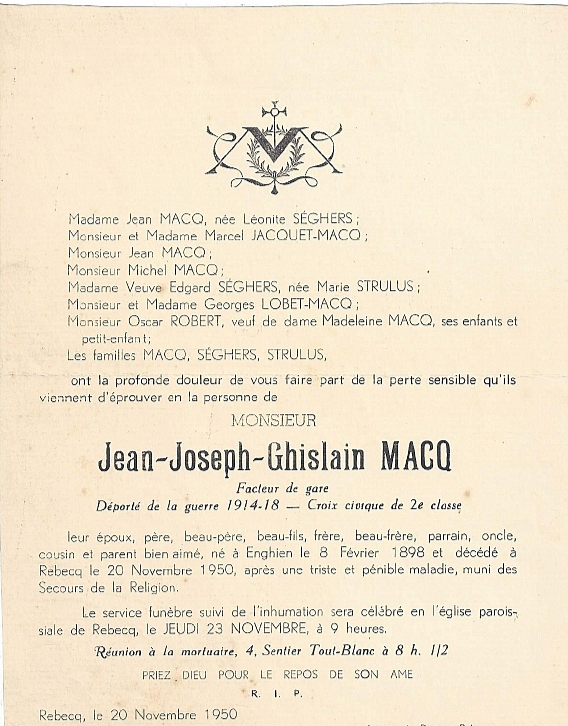 Madame Jean MACQ, née Léonite SÉGHERS ;
Monsieur et Madame Marcel JACQUET-MACQ ;
Monsieur Jean MACQ ;
Monsieur Michel MACQ ;
Madame Veuve Edgard SÉGHERS, née Marie STRULUS ;
Monsieur et Madame Georges LOBET-MACQ ;
Monsieur Oscar ROBERT, veuf de dame Madeleine MACQ, ses enfants et
petit-enfant ;
Les familles MACQ, SÉGHERS, STRULUS,
ont la profonde douleur de vous faire part de la perte sensible qu'ils
viennent d'éprouver en la personne de
MONSIEUR
Jean-Joseph-Ghislain MACQ
Facteur de gare
Déporté de la guerre 1914-18 — Croix civique de 2e classe
leur époux, père, beau-père, beau-fils, frère, beau-frère, parrain, oncle,
cousin et parent bien aimé, né à Enghien le 8 Février 1898 et décédé à
Rebecq le 20 Novembre 1950, après une triste et pénible maladie, muni des
Secours de la Religion.
Le service funèbre suivi de l'inhumation sera célébré en l'église parois-
siale de Rebecq, le JEUDI 23 NOVEMBRE, à 9 heures.
Réunion à la mortuaire, 4, Sentier Tout-Blanc à 8 h. 1/2
PRIEZ DIEU POUR LE REPOS DE SON AME
R. I. P.
Rebecq, le 20 Novembre 1950